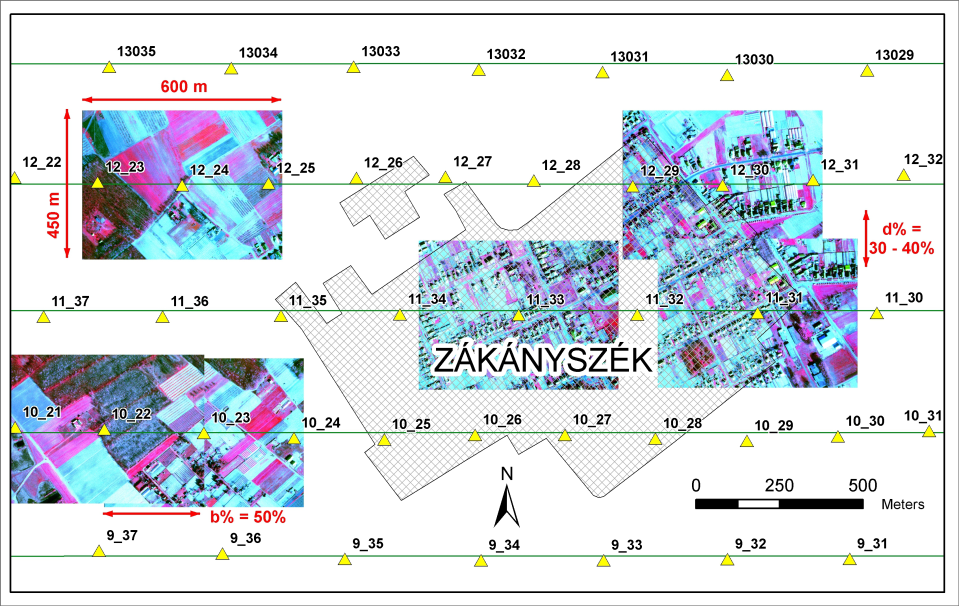 13035 13034 13033 13032 13031 13030 13029
600 m
12_22 12_23 12_24 12_25 12_26 12_27 12_28 12_29 12_30 12_31 12_32
450 m
d% =
30 - 40%
11_37 11_36 11_35 11_34 11_33 11_32 11_31 11_30
ZÁKÁNYSZÉK
10_21 10_22 10_23 10_24 10_25 10_26 10_27 10_28 10_29 10_30 10_31
N
0 250 500
Meters
b% = 50%
9_37 9_36 9_35 9_34 9_33 9_32 9_31